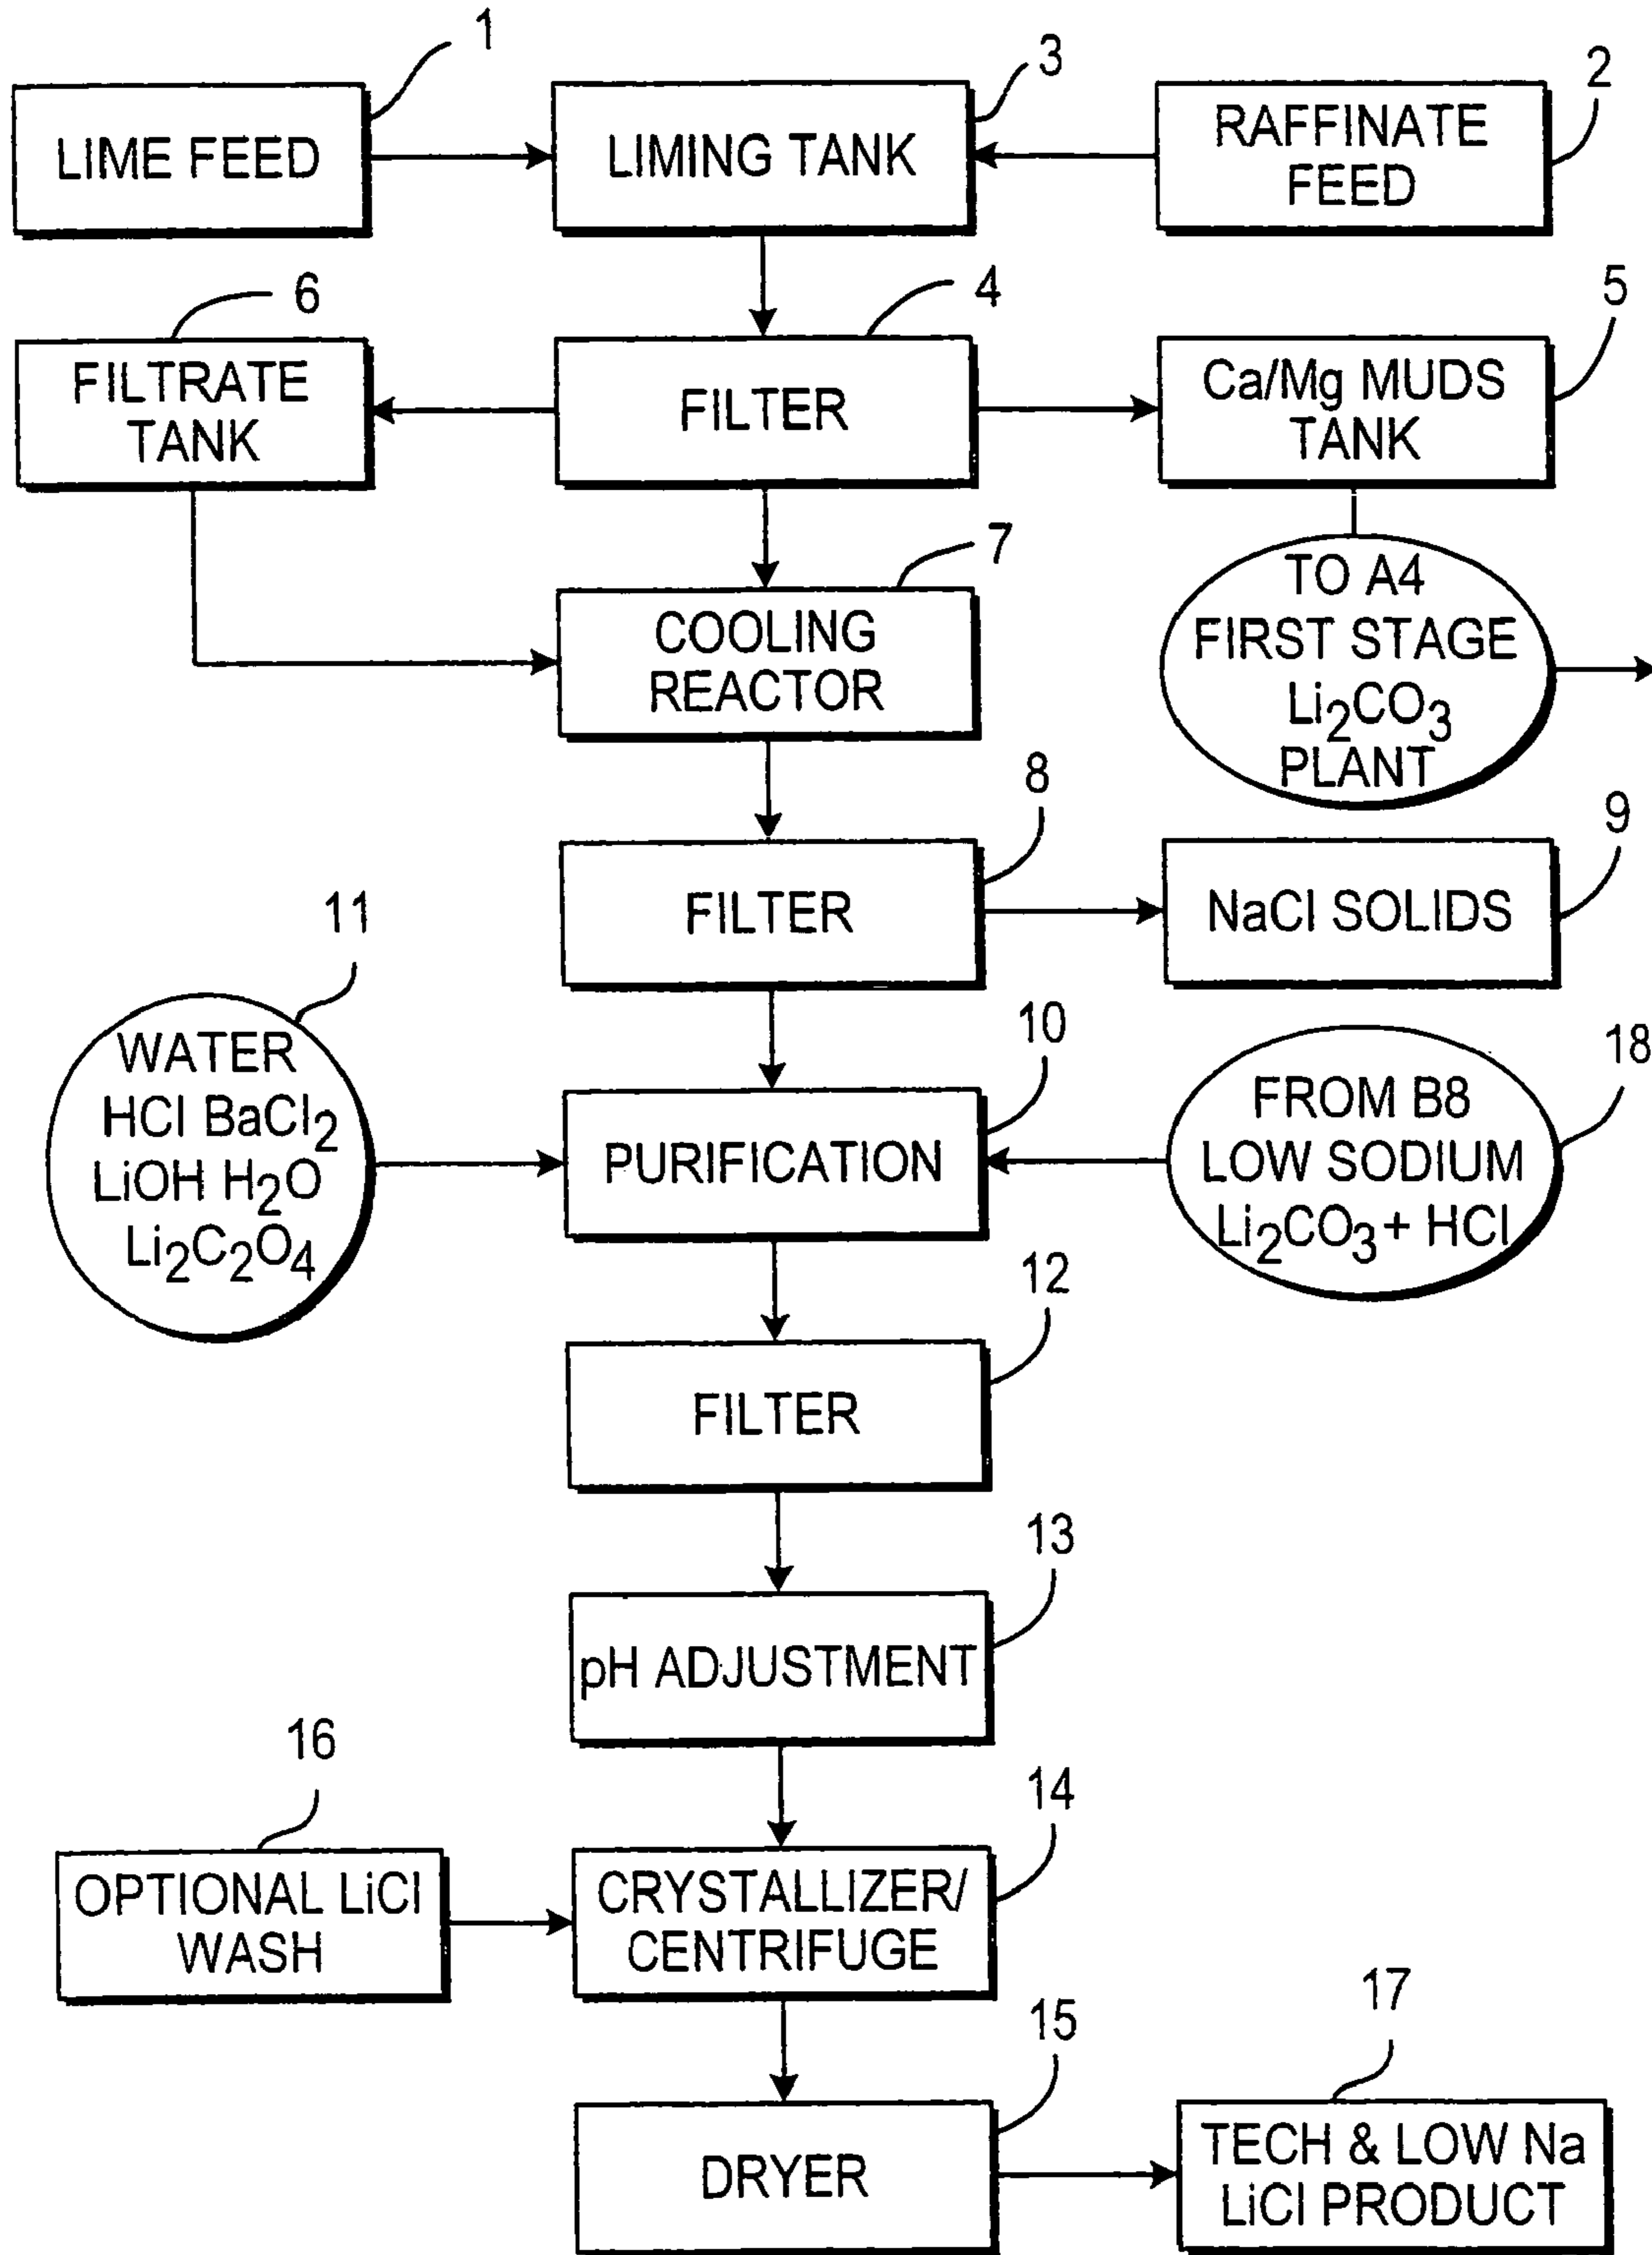 1
3
2
LIME FEED
LIMING TANK
RAFFINATE
FEED
6
4
5
FILTRATE
TANK
FILTER
Ca/Mg MUDS
TANK
7
COOLING
REACTOR
TO A4
FIRST STAGE
Li₂CO₃
PLANT
8
9
FILTER
NaCl SOLIDS
11
10
18
WATER
HCl BaCl₂
LiOH H₂O
Li₂C₂O₄
PURIFICATION
FROM B8
LOW SODIUM
Li₂CO₃ + HCl
12
FILTER
13
pH ADJUSTMENT
16
14
OPTIONAL LiCl
WASH
CRYSTALLIZER/
CENTRIFUGE
15
17
DRYER
TECH & LOW Na
LiCl PRODUCT